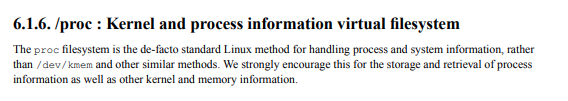 6.1.6. /proc : Kernel and process information virtual filesystem
The proc filesystem is the de-facto standard Linux method for handling process and system information, rather
than /dev/kmem and other similar methods. We strongly encourage this for the storage and retrieval of process
information as well as other kernel and memory information.